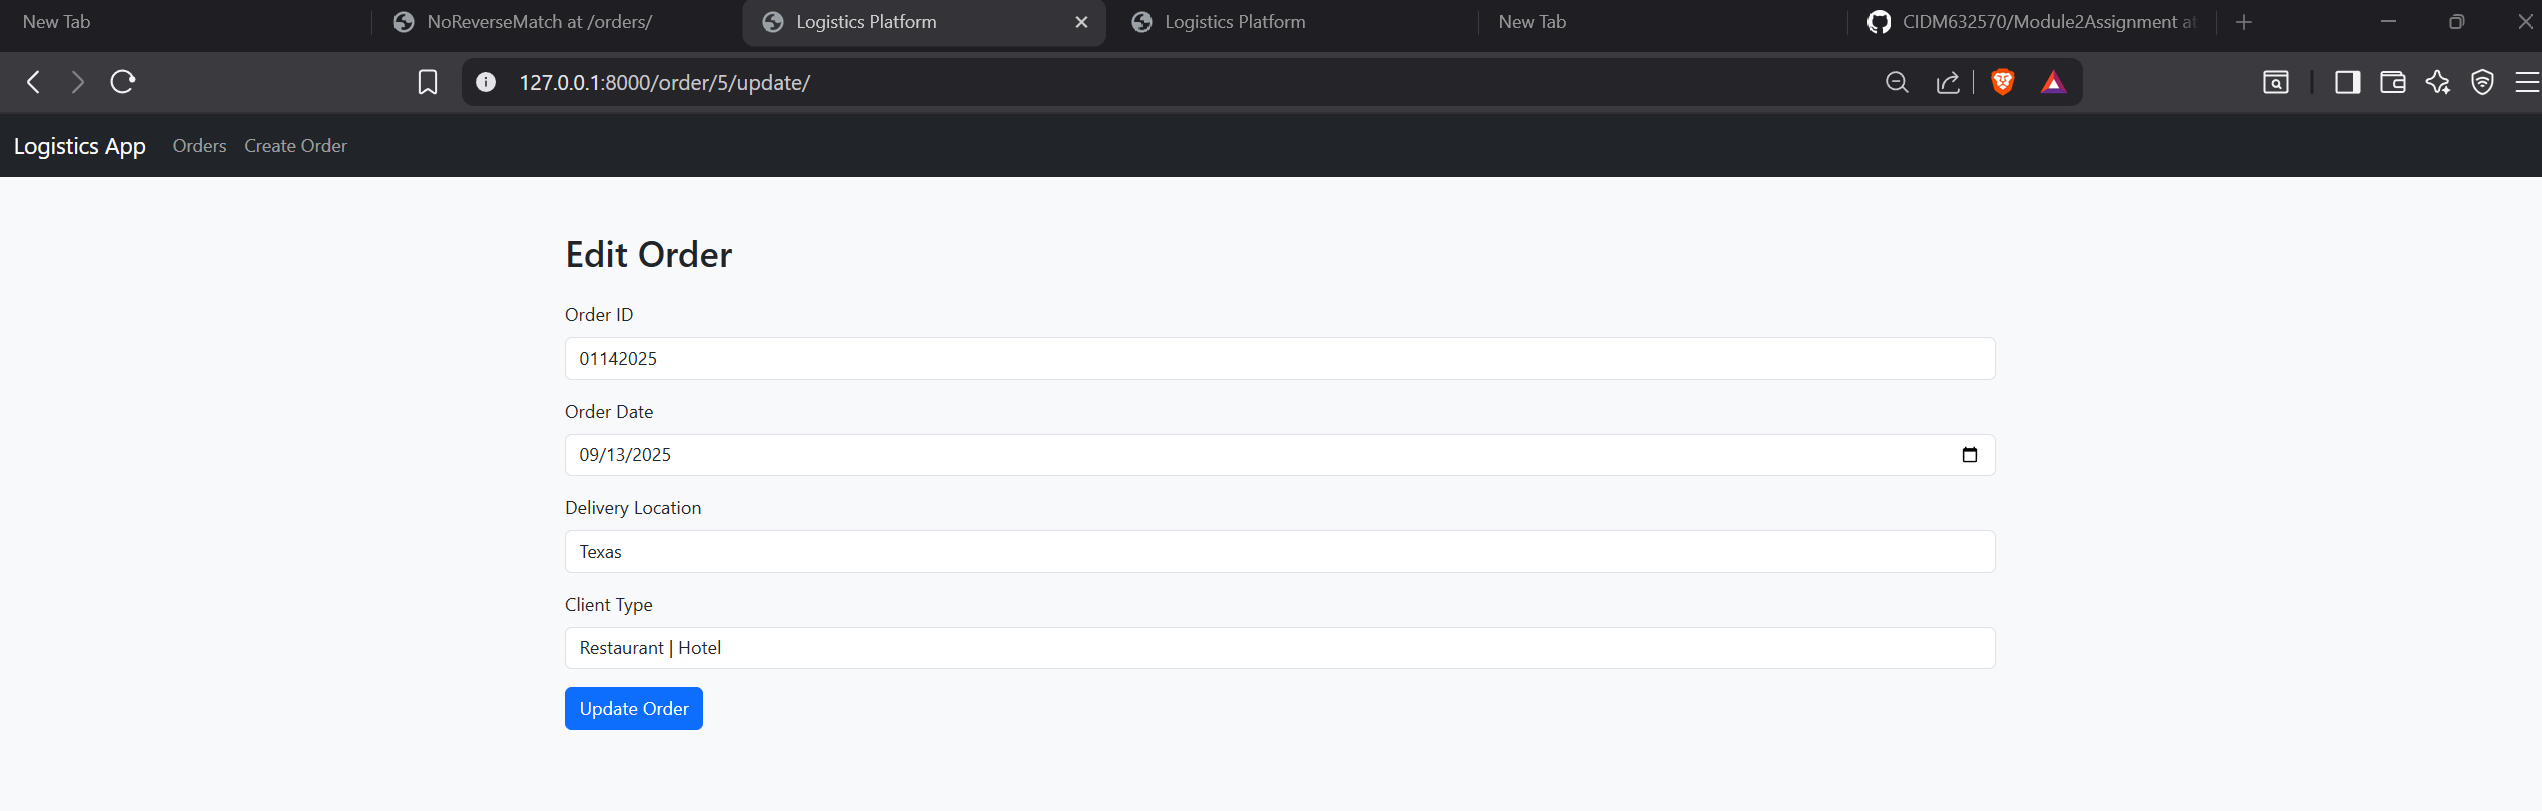 New Tab
NoReverseMatch at /orders/
Logistics Platform
Logistics Platform
New Tab
CIDM632570/Module2Assignment at
127.0.0.1:8000/order/5/update/
Logistics App
Orders
Create Order
Edit Order
Order ID
01142025
Order Date
09/13/2025
Delivery Location
Texas
Client Type
Restaurant | Hotel
Update Order